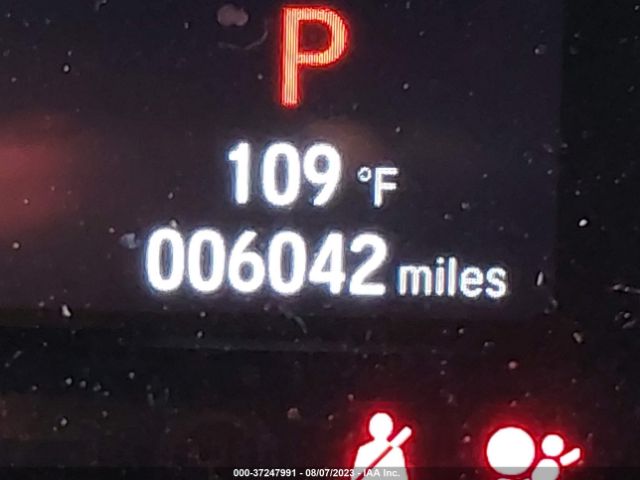 P
109 °F
006042 miles
000-37247991 - 08/07/2023 - IAA Inc.